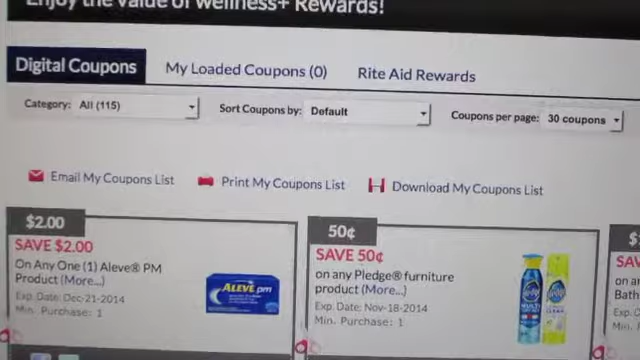 Enjoy the value of wellness+ Rewards!
Digital Coupons
My Loaded Coupons (0)
Rite Aid Rewards
Category: All (115)
Sort Coupons by: Default
Coupons per page: 30 coupons
Email My Coupons List
Print My Coupons List
Download My Coupons List
$2.00
SAVE $2.00
On Any One (1) Aleve® PM
Product (More...)
Exp. Date: Dec-21-2014
Min. Purchase: 1
ALEVE pm
50¢
SAVE 50¢
on any Pledge® furniture
product (More...)
Exp. Date: Nov-18-2014
Min. Purchase: 1
Pledge
Pledge